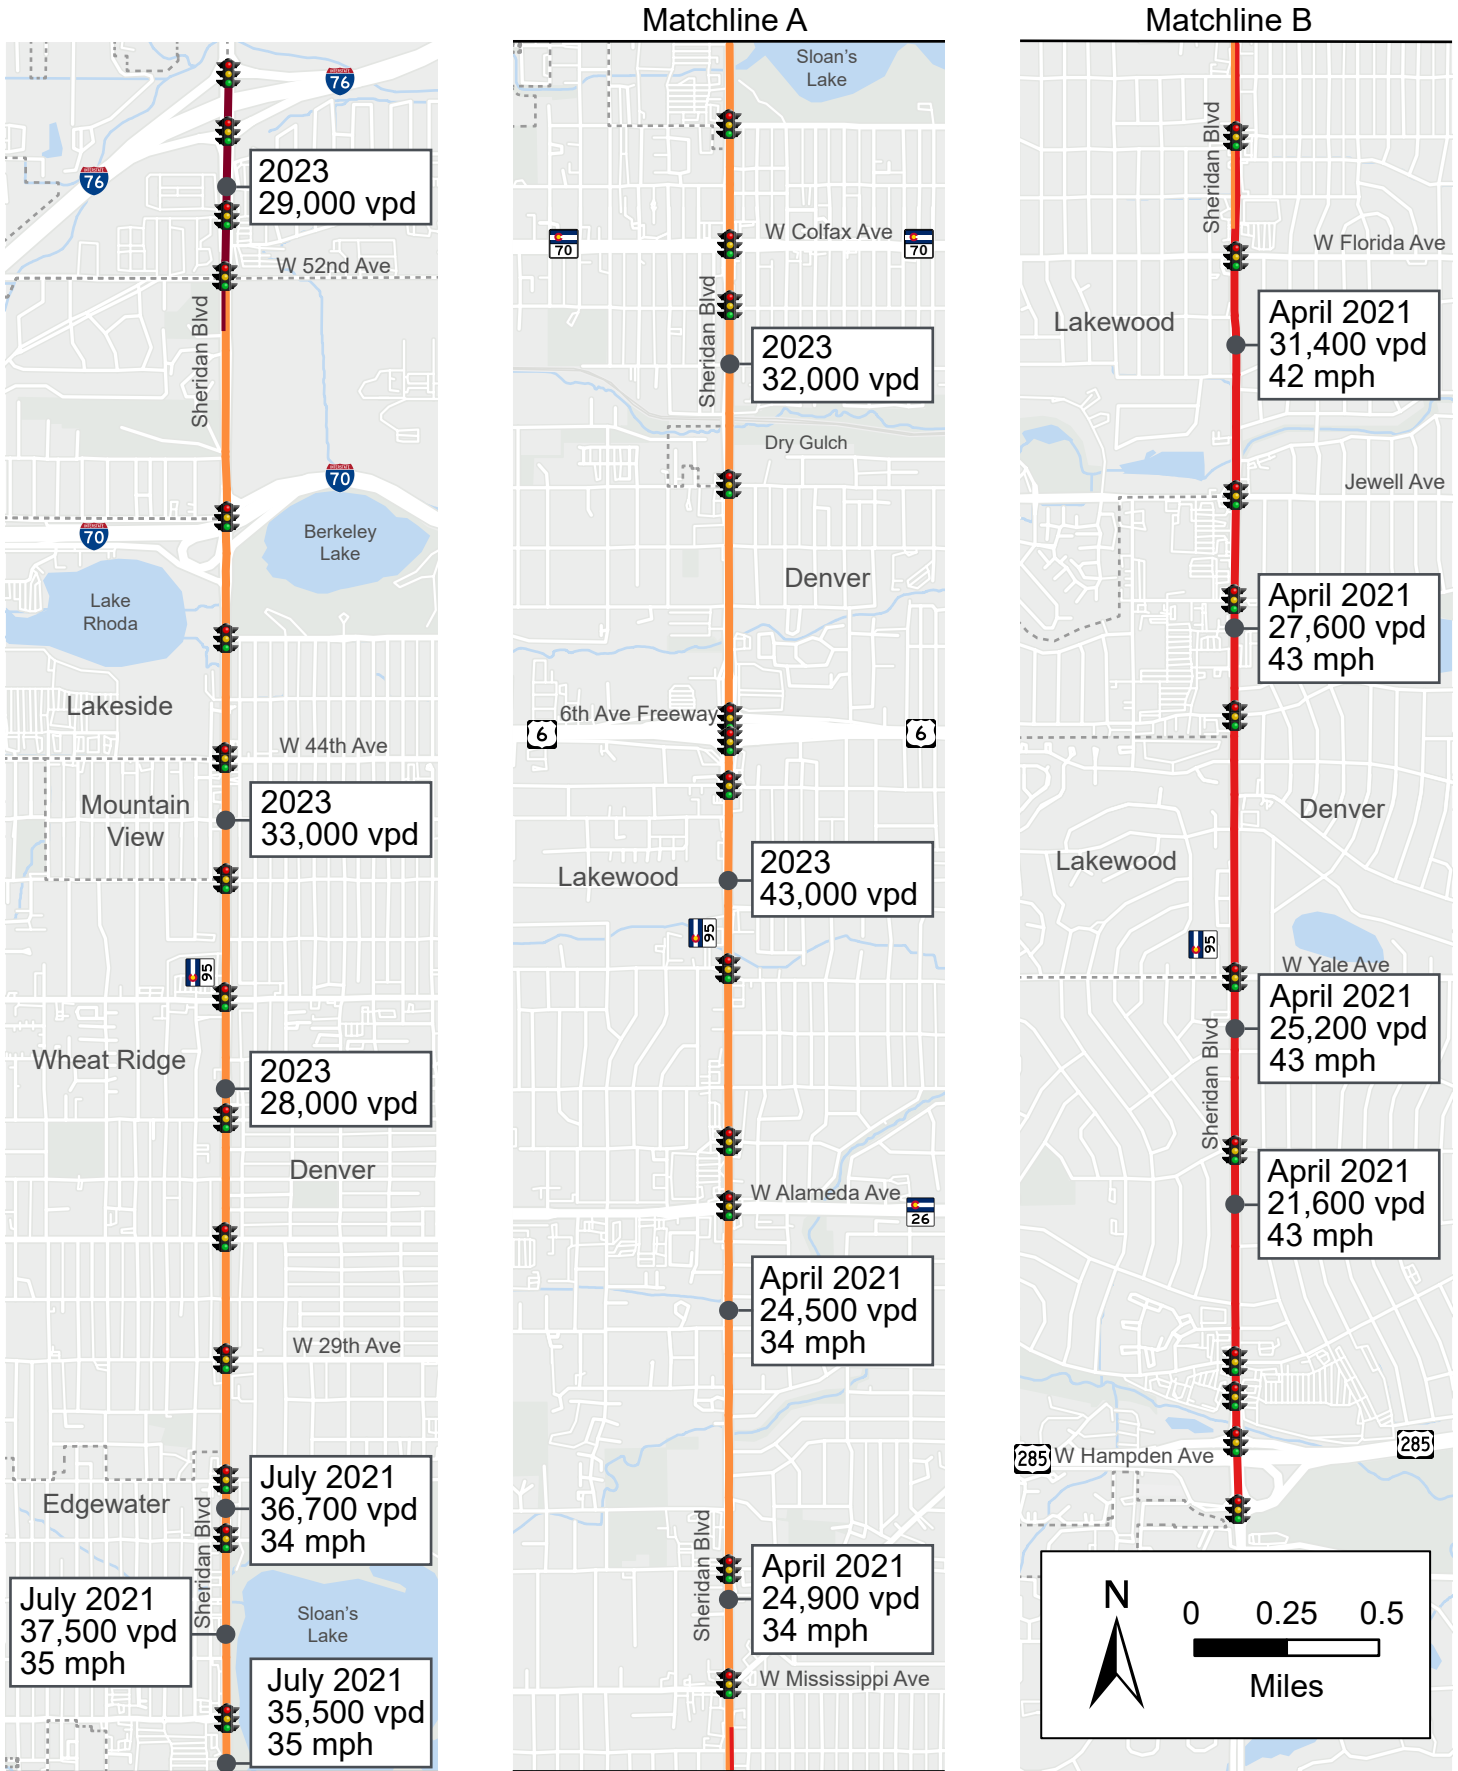 Matchline A
Matchline B
76
76
2023
29,000 vpd
W 52nd Ave
Sheridan Blvd
70
70
Berkeley
Lake
Lake
Rhoda
Lakeside
W 44th Ave
Mountain
View
2023
33,000 vpd
95
Wheat Ridge
2023
28,000 vpd
Denver
W 29th Ave
Edgewater
July 2021
36,700 vpd
34 mph
Sheridan Blvd
July 2021
37,500 vpd
35 mph
Sloan's
Lake
July 2021
35,500 vpd
35 mph
Sloan's
Lake
70
W Colfax Ave
70
Sheridan Blvd
2023
32,000 vpd
Dry Gulch
Denver
6th Ave Freeway
6
6
Lakewood
2023
43,000 vpd
95
W Alameda Ave
26
April 2021
24,500 vpd
34 mph
Sheridan Blvd
April 2021
24,900 vpd
34 mph
W Mississippi Ave
Sheridan Blvd
W Florida Ave
Lakewood
April 2021
31,400 vpd
42 mph
Jewell Ave
April 2021
27,600 vpd
43 mph
Denver
Lakewood
95
W Yale Ave
April 2021
25,200 vpd
43 mph
Sheridan Blvd
April 2021
21,600 vpd
43 mph
285
W Hampden Ave
285
N
0 0.25 0.5
Miles